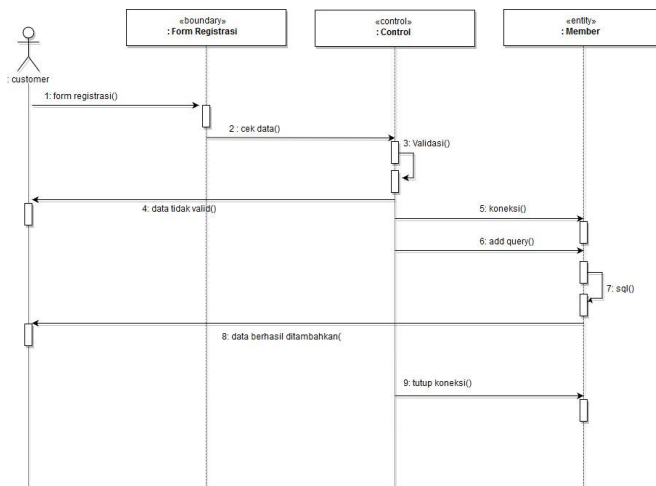 «boundary»
: Form Registrasi
«control»
: Control
«entity»
: Member
: customer
1: form registrasi()
2 : cek data()
3: Validasi()
4: data tidak valid()
5: koneksi()
6: add query()
7: sql()
8: data berhasil ditambahkan(
9: tutup koneksi()